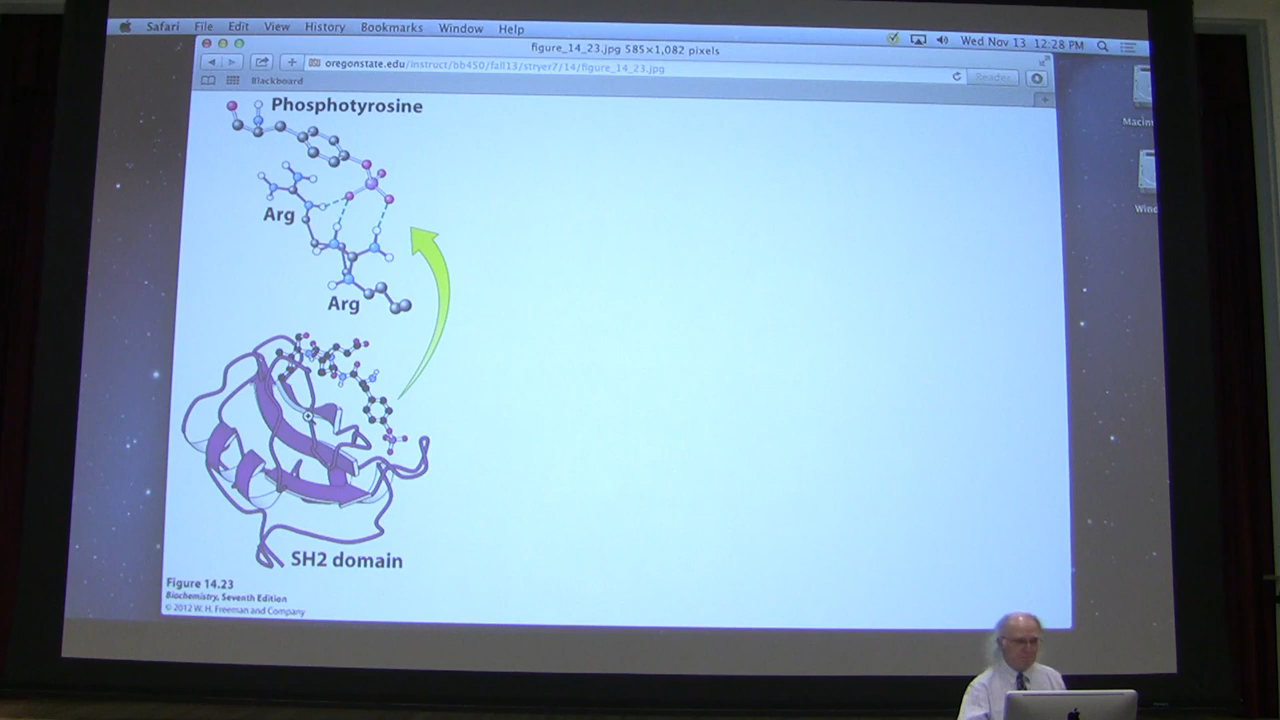 Safari File Edit View History Bookmarks Window Help Wed Nov 13 12:28 PM
figure_14_23.jpg 585×1,082 pixels
oregonstate.edu/instruct/bb450/fall13/stryer7/14/figure_14_23.jpg Reader
Blackboard
Phosphotyrosine
Arg
Arg
SH2 domain
Figure 14.23
Biochemistry, Seventh Edition
© 2012 W. H. Freeman and Company